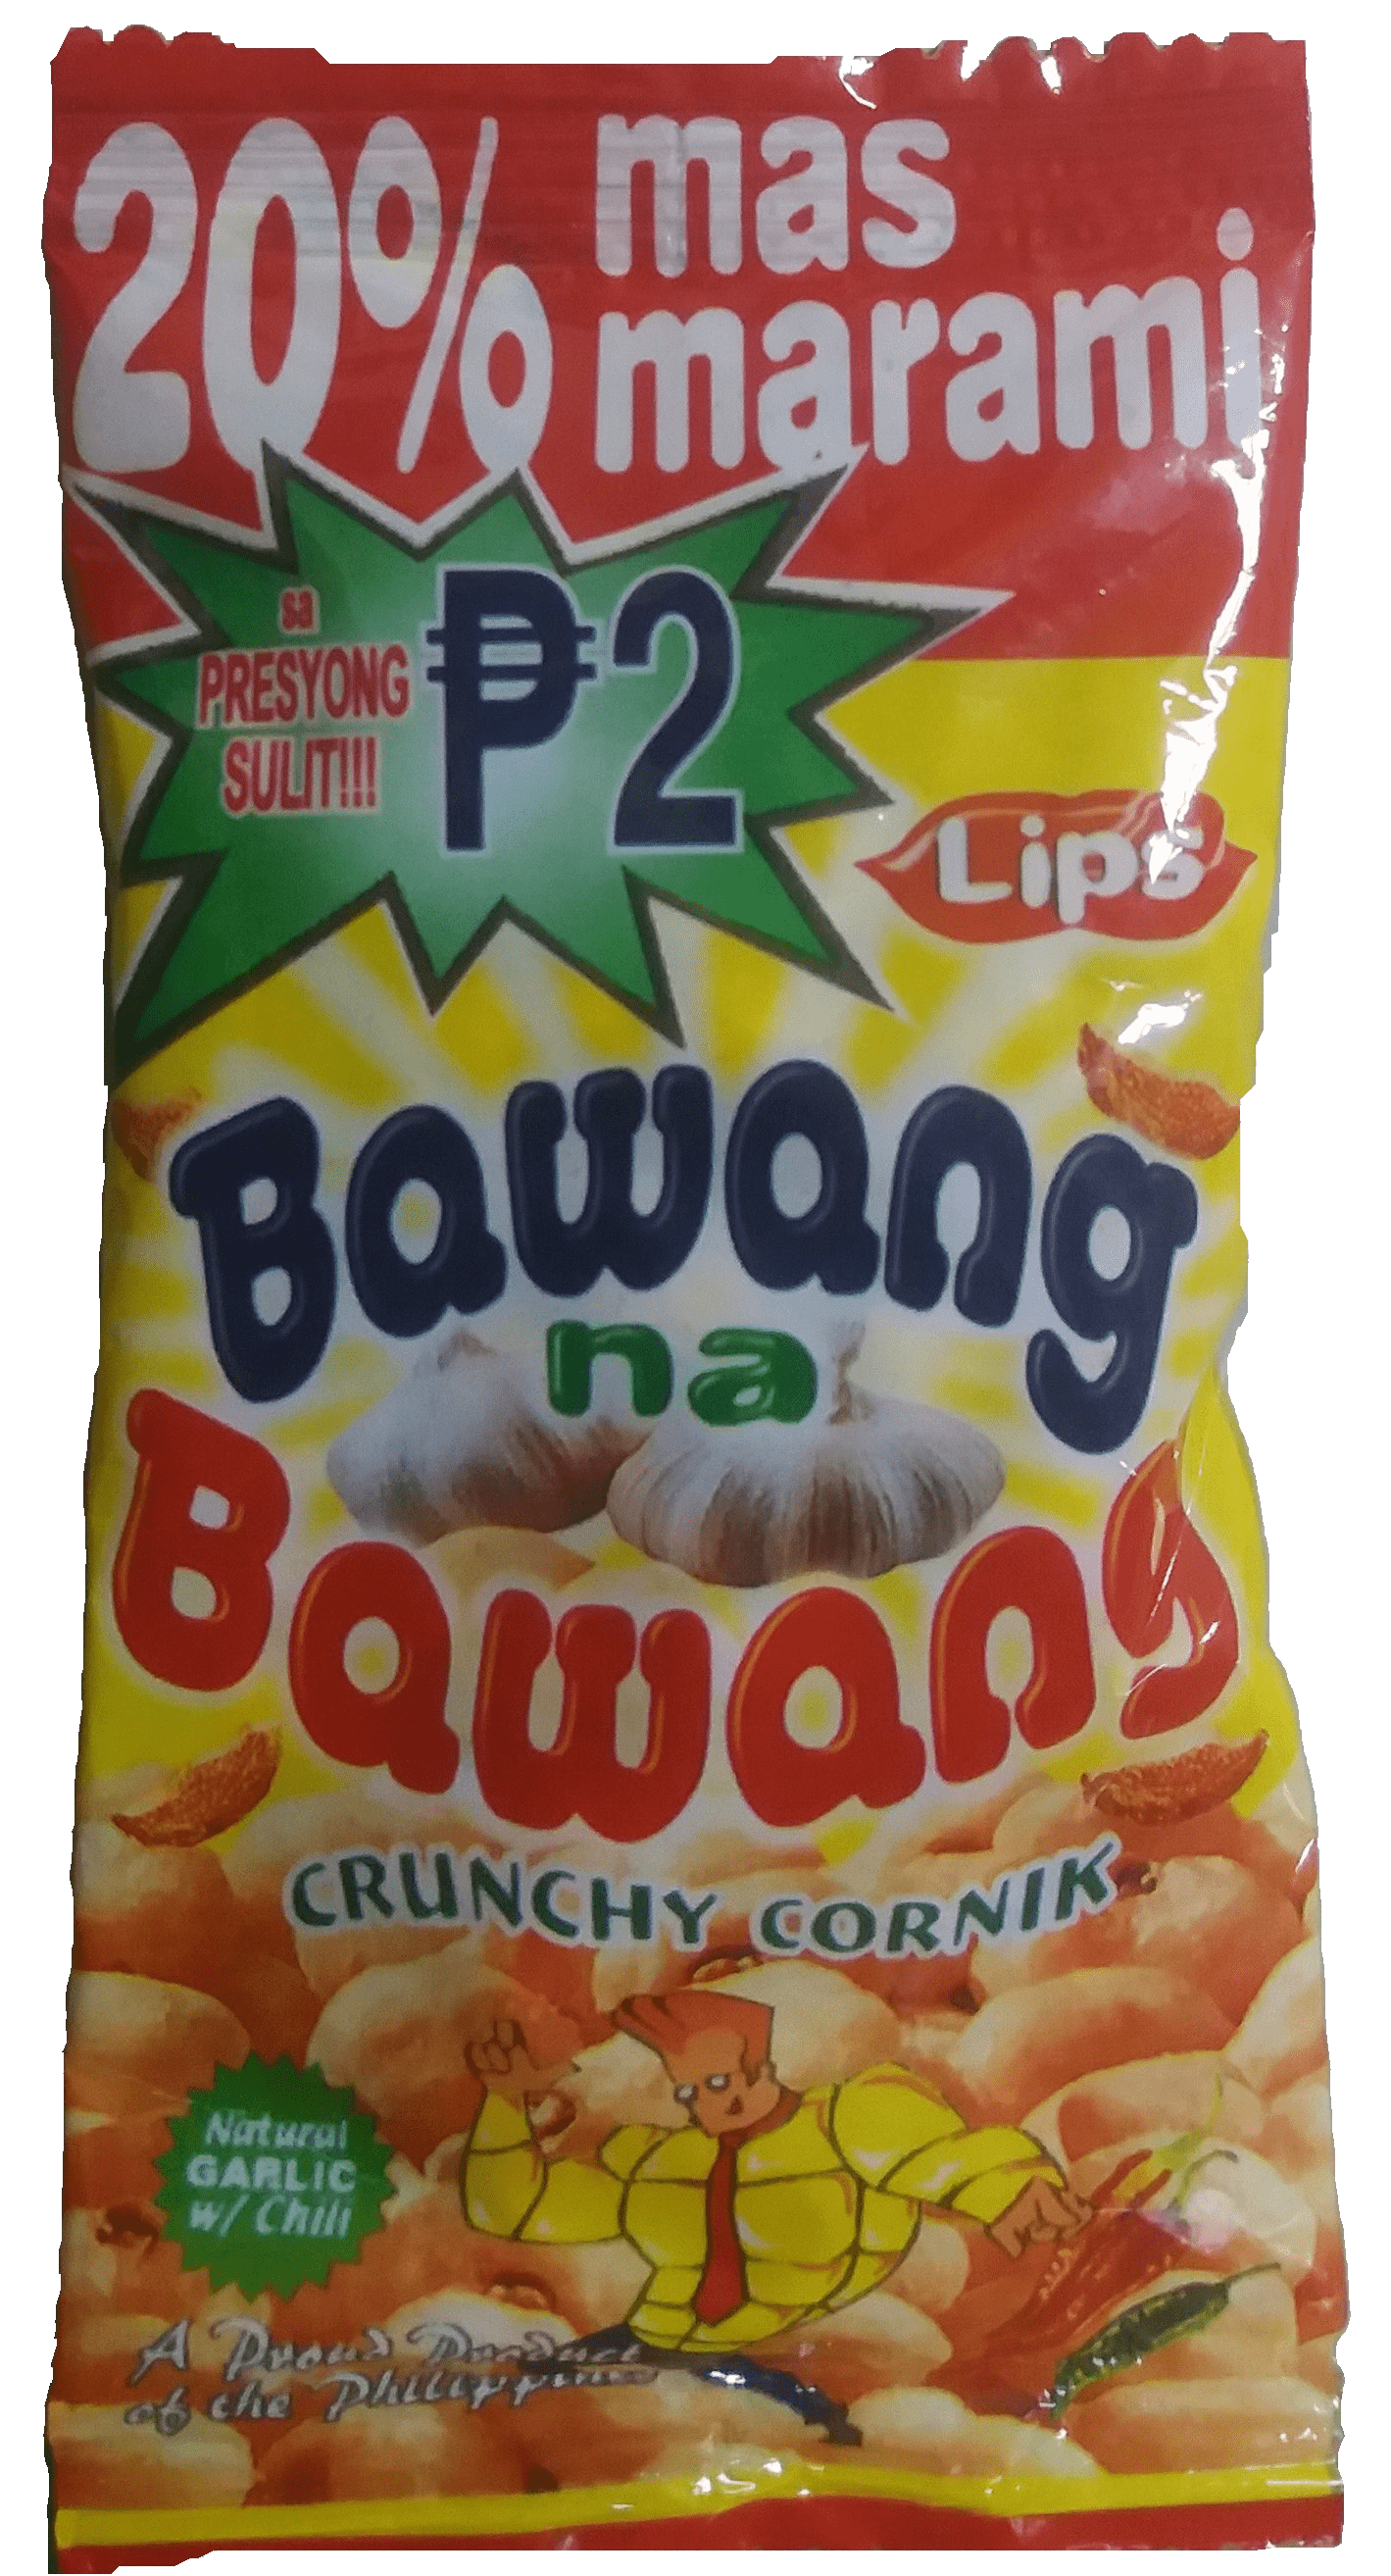 20% mas
marami
sa
PRESYONG
SULIT!!!
₱2
Lips
Bawang
na
Bawang
CRUNCHY CORNIK
Natural
GARLIC
w/ Chili
A Proud Product
of the Philippines